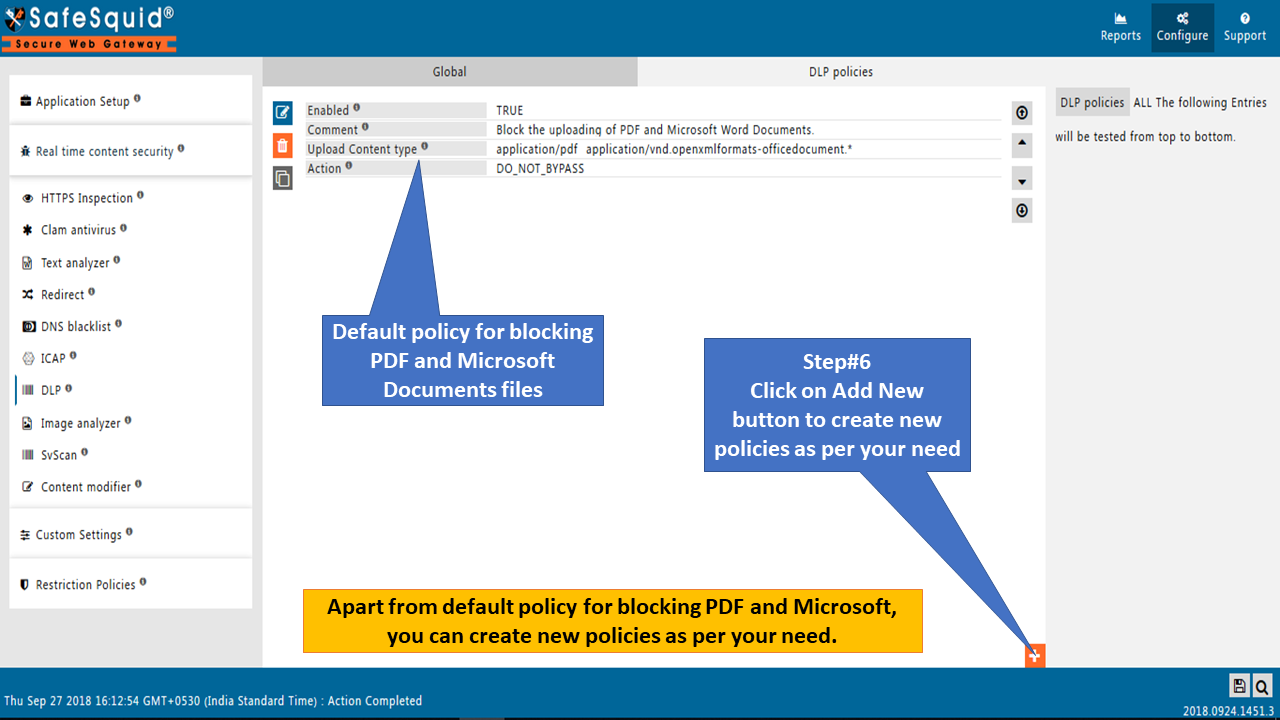 SafeSquid®
Secure Web Gateway
Reports
Configure
Support
Application Setup
Real time content security
HTTPS Inspection
Clam antivirus
Text analyzer
Redirect
DNS blacklist
ICAP
DLP
Image analyzer
SvScan
Content modifier
Custom Settings
Restriction Policies
Global
DLP policies
Enabled TRUE
Comment Block the uploading of PDF and Microsoft Word Documents.
Upload Content type application/pdf application/vnd.openxmlformats-officedocument.*
Action DO_NOT_BYPASS
DLP policies ALL The following Entries
will be tested from top to bottom.
Default policy for blocking
PDF and Microsoft
Documents files
Step#6
Click on Add New
button to create new
policies as per your need
Apart from default policy for blocking PDF and Microsoft,
you can create new policies as per your need.
Thu Sep 27 2018 16:12:54 GMT+0530 (India Standard Time) : Action Completed
2018.0924.1451.3